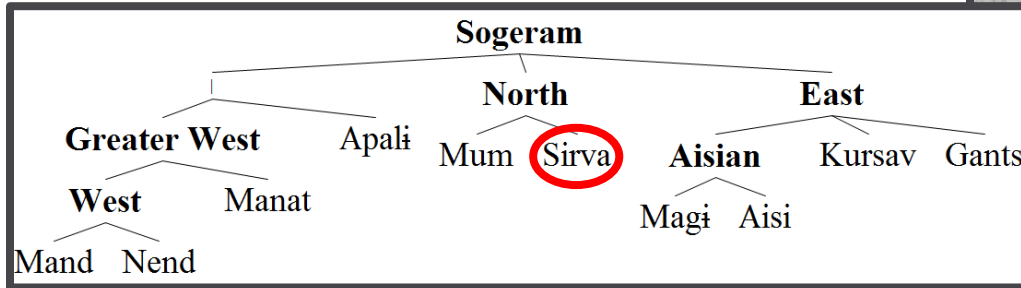 Sogeram
North East
Greater West Apalɨ Mum Sirva Aisian Kursav Gants
West Manat Magɨ Aisi
Mand Nend